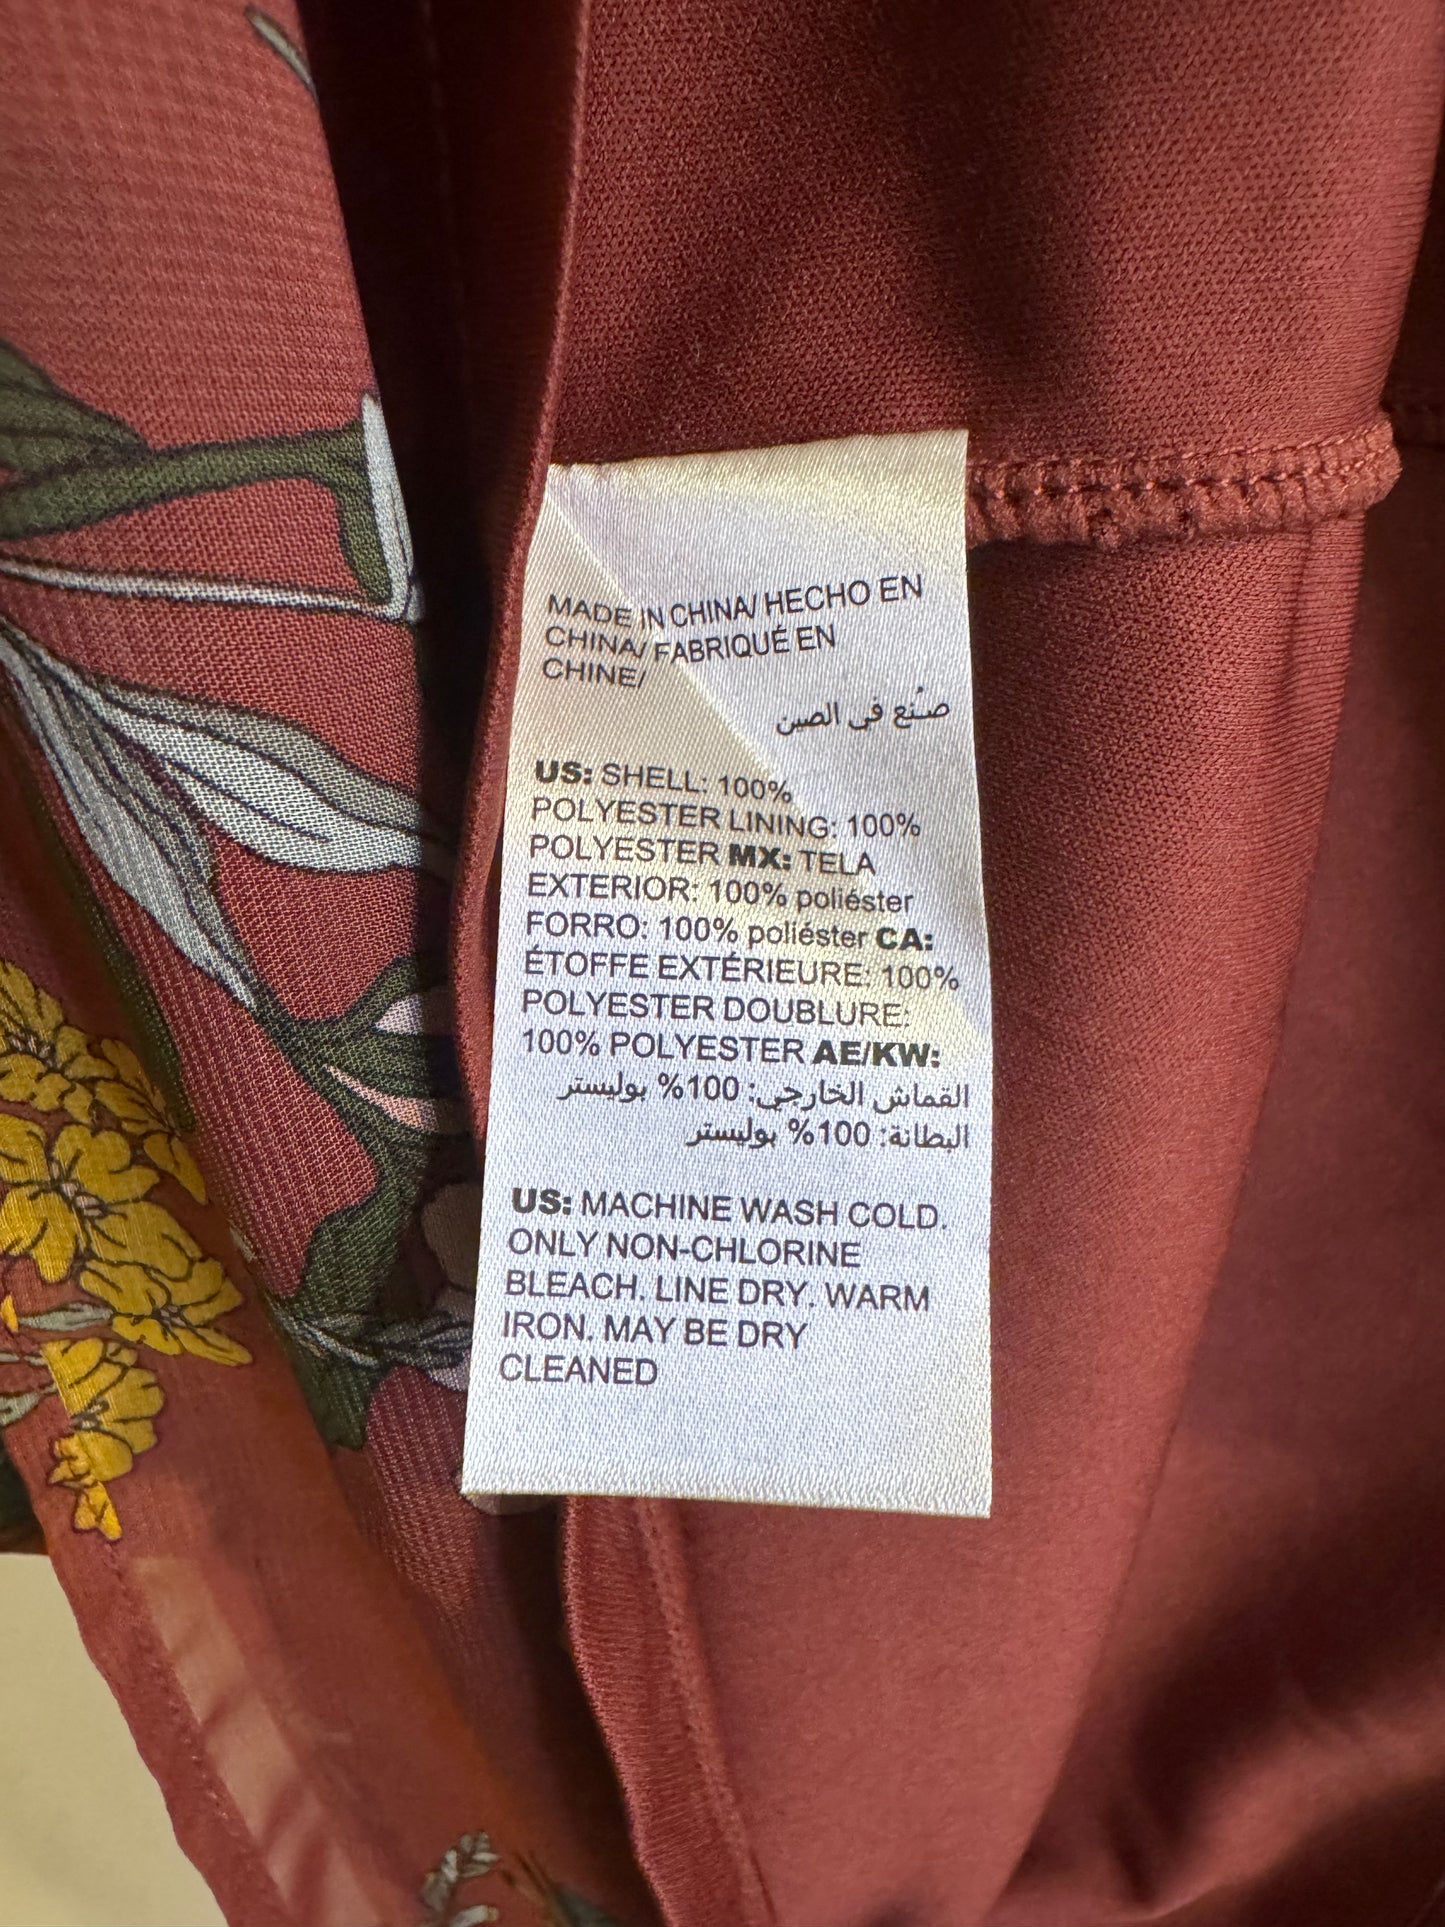 MADE IN CHINA/ HECHO EN
CHINA/ FABRIQUÉ EN
CHINE/
صُنع في الصين
US: SHELL: 100%
POLYESTER LINING: 100%
POLYESTER MX: TELA
EXTERIOR: 100% poliéster
FORRO: 100% poliéster CA:
ÉTOFFE EXTÉRIEURE: 100%
POLYESTER DOUBLURE:
100% POLYESTER AE/KW:
القماش الخارجي: 100% بوليستر
البطانة: 100% بوليستر
US: MACHINE WASH COLD.
ONLY NON-CHLORINE
BLEACH. LINE DRY. WARM
IRON. MAY BE DRY
CLEANED